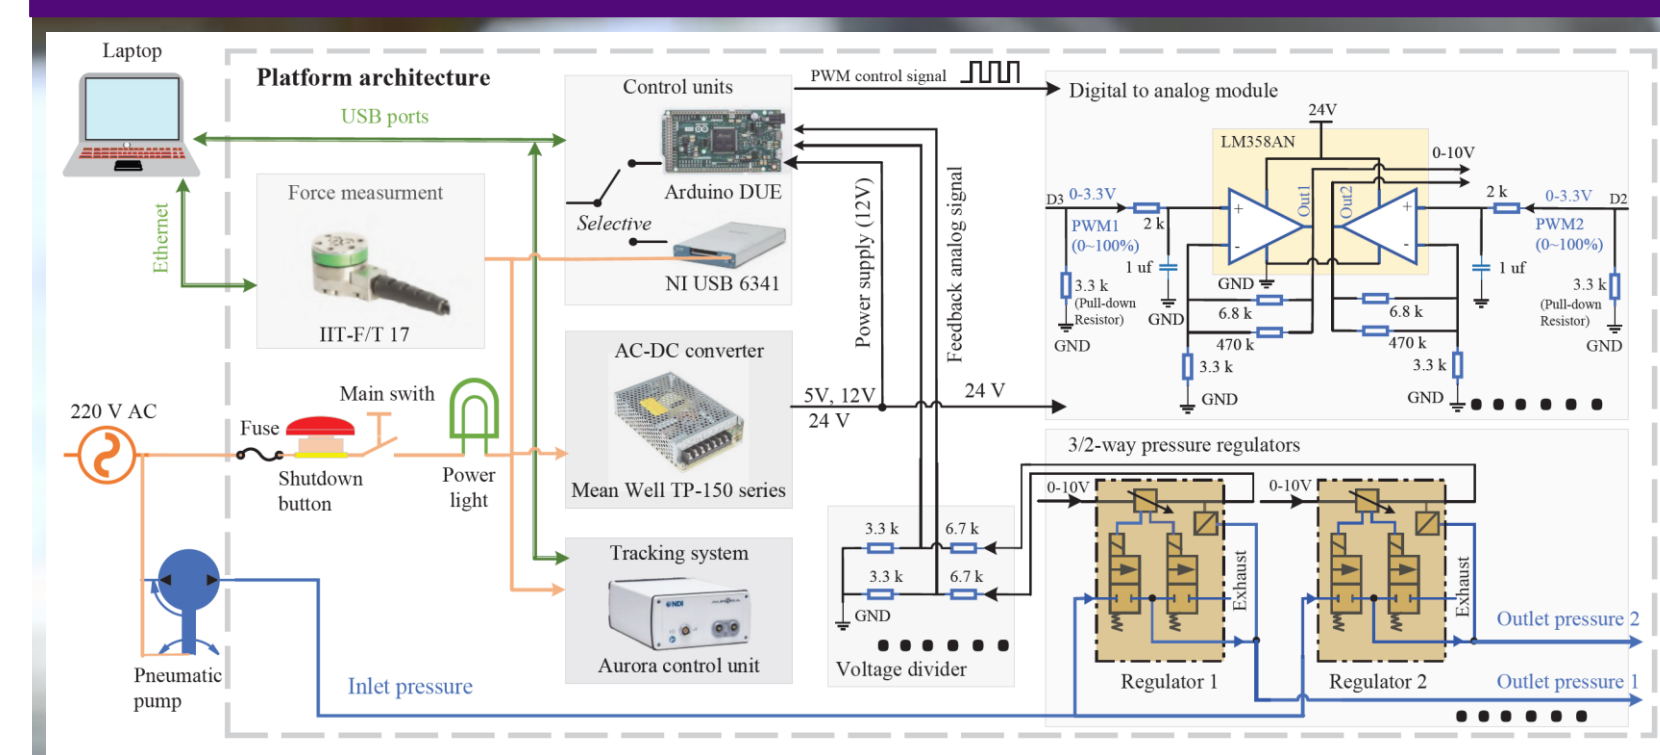 Laptop
Platform architecture
USB ports
Ethernet
Force measurment
IIT-F/T 17
Control units
Arduino DUE
Selective
NI USB 6341
PWM control signal
Power supply (12V)
Feedback analog signal
Digital to analog module
24V
LM358AN
0-10V
D3
0-3.3V
2 k
PWM1
(0~100%)
+
-
Out1
Out2
+
-
2 k
0-3.3V
D2
PWM2
(0~100%)
1 uf
1 uf
3.3 k
(Pull-down
Resistor)
GND
GND
GND
6.8 k
470 k
3.3 k
GND
6.8 k
470 k
3.3 k
GND
3.3 k
(Pull-down
Resistor)
GND
220 V AC
Fuse
Shutdown
button
Main swith
Power
light
AC-DC converter
Mean Well TP-150 series
5V, 12V
24 V
24 V
Tracking system
NDI
Aurora control unit
3.3 k
6.7 k
3.3 k
6.7 k
GND
Voltage divider
3/2-way pressure regulators
0-10V
0-10V
Exhaust
Exhaust
Regulator 1
Regulator 2
Outlet pressure 2
Outlet pressure 1
Pneumatic
pump
Inlet pressure